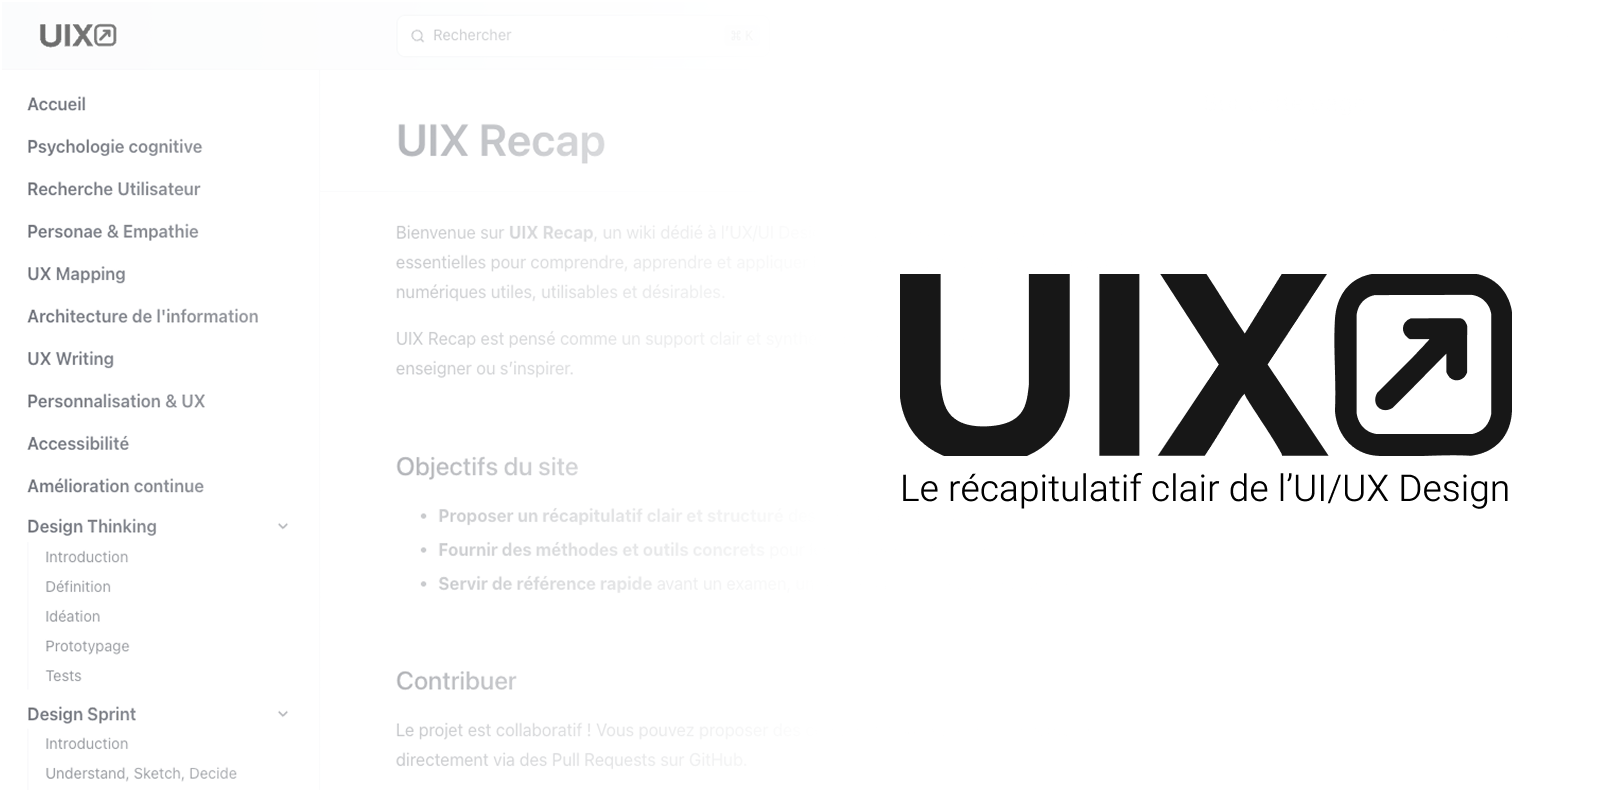 UIX
Rechercher
⌘ K
Accueil
Psychologie cognitive
Recherche Utilisateur
Personae & Empathie
UX Mapping
Architecture de l'information
UX Writing
Personnalisation & UX
Accessibilité
Amélioration continue
Design Thinking
Introduction
Définition
Idéation
Prototypage
Tests
Design Sprint
Introduction
Understand, Sketch, Decide
UIX Recap
Bienvenue sur UIX Recap, un wiki dédié à l'UX/UI
essentielles pour comprendre, apprendre et
numériques utiles, utilisables et désirables.
UIX Recap est pensé comme un support clair et
enseigner ou s'inspirer.
Objectifs du site
• Proposer un récapitulatif clair et structuré
• Fournir des méthodes et outils concrets
• Servir de référence rapide avant un examen,
Contribuer
Le projet est collaboratif ! Vous pouvez proposer
directement via des Pull Requests sur GitHub.
UIX
Le récapitulatif clair de l’UI/UX Design